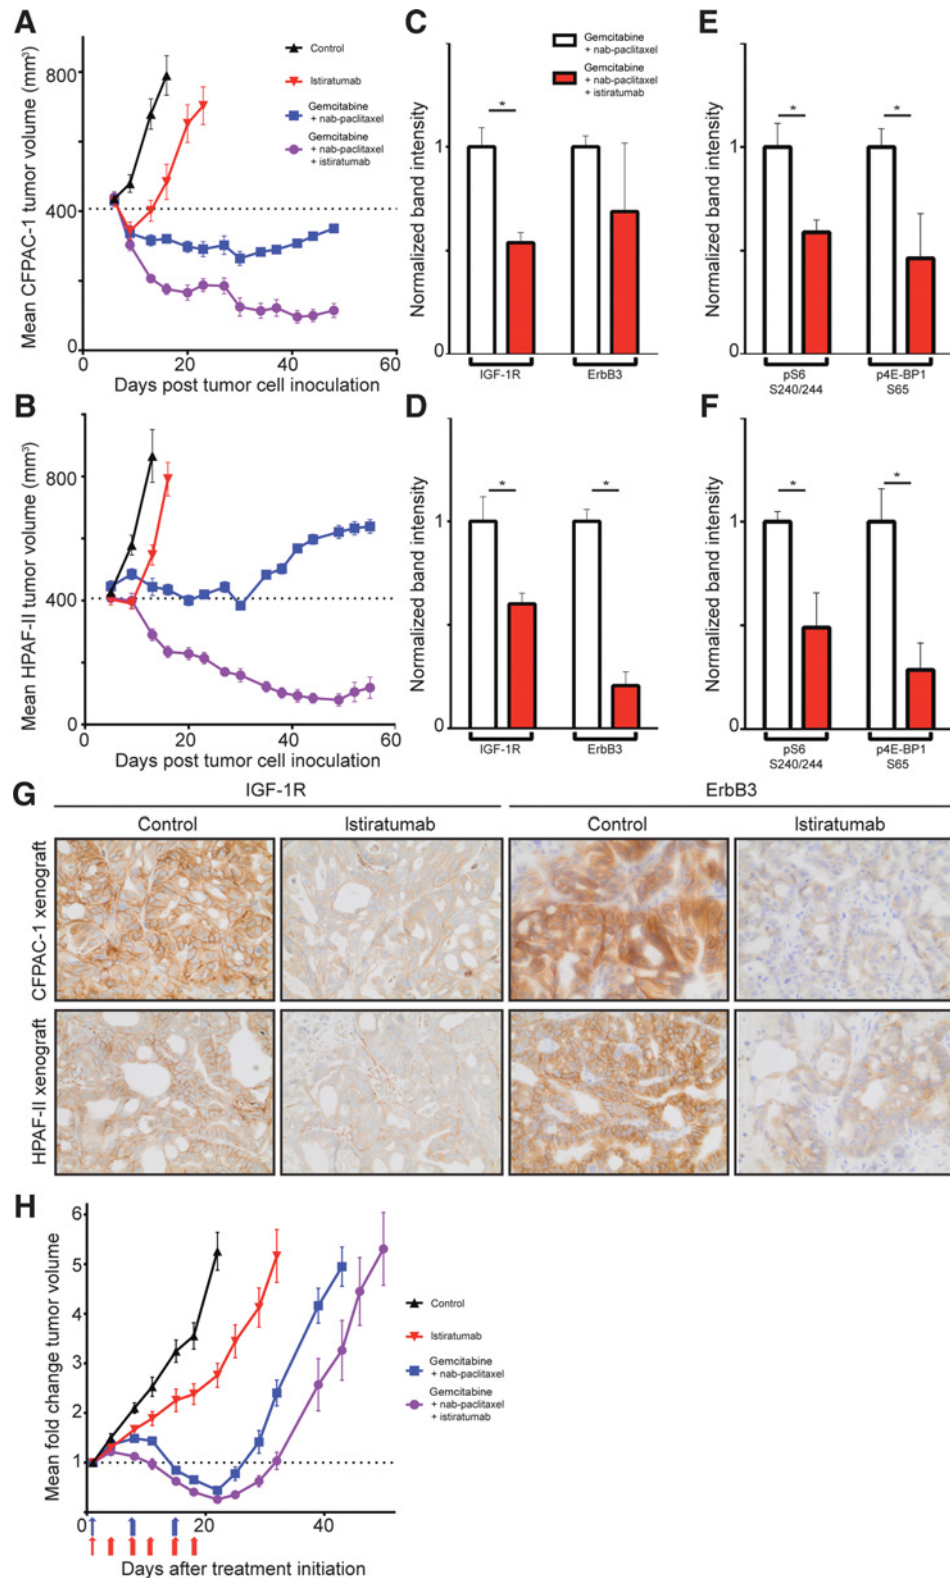 A
Mean CFPAC-1 tumor volume (mm³)
800
400
0
0 20 40 60
Days post tumor cell inoculation
Control
Istiratumab
Gemcitabine
+ nab-paclitaxel
Gemcitabine
+ nab-paclitaxel
+ istiratumab
B
Mean HPAF-II tumor volume (mm³)
800
400
0
0 20 40 60
Days post tumor cell inoculation
C
Normalized band intensity
1
0
*
IGF-1R ErbB3
Gemcitabine
+ nab-paclitaxel
Gemcitabine
+ nab-paclitaxel
+ istiratumab
D
Normalized band intensity
1
0
* *
IGF-1R ErbB3
E
Normalized band intensity
1
0
* *
pS6 p4E-BP1
S240/244 S65
F
Normalized band intensity
1
0
* *
pS6 p4E-BP1
S240/244 S65
G
IGF-1R ErbB3
Control Istiratumab Control Istiratumab
CFPAC-1 xenograft
HPAF-II xenograft
H
Mean fold change tumor volume
6
5
4
3
2
1
0 20 40
Days after treatment initiation
Control
Istiratumab
Gemcitabine
+ nab-paclitaxel
Gemcitabine
+ nab-paclitaxel
+ istiratumab